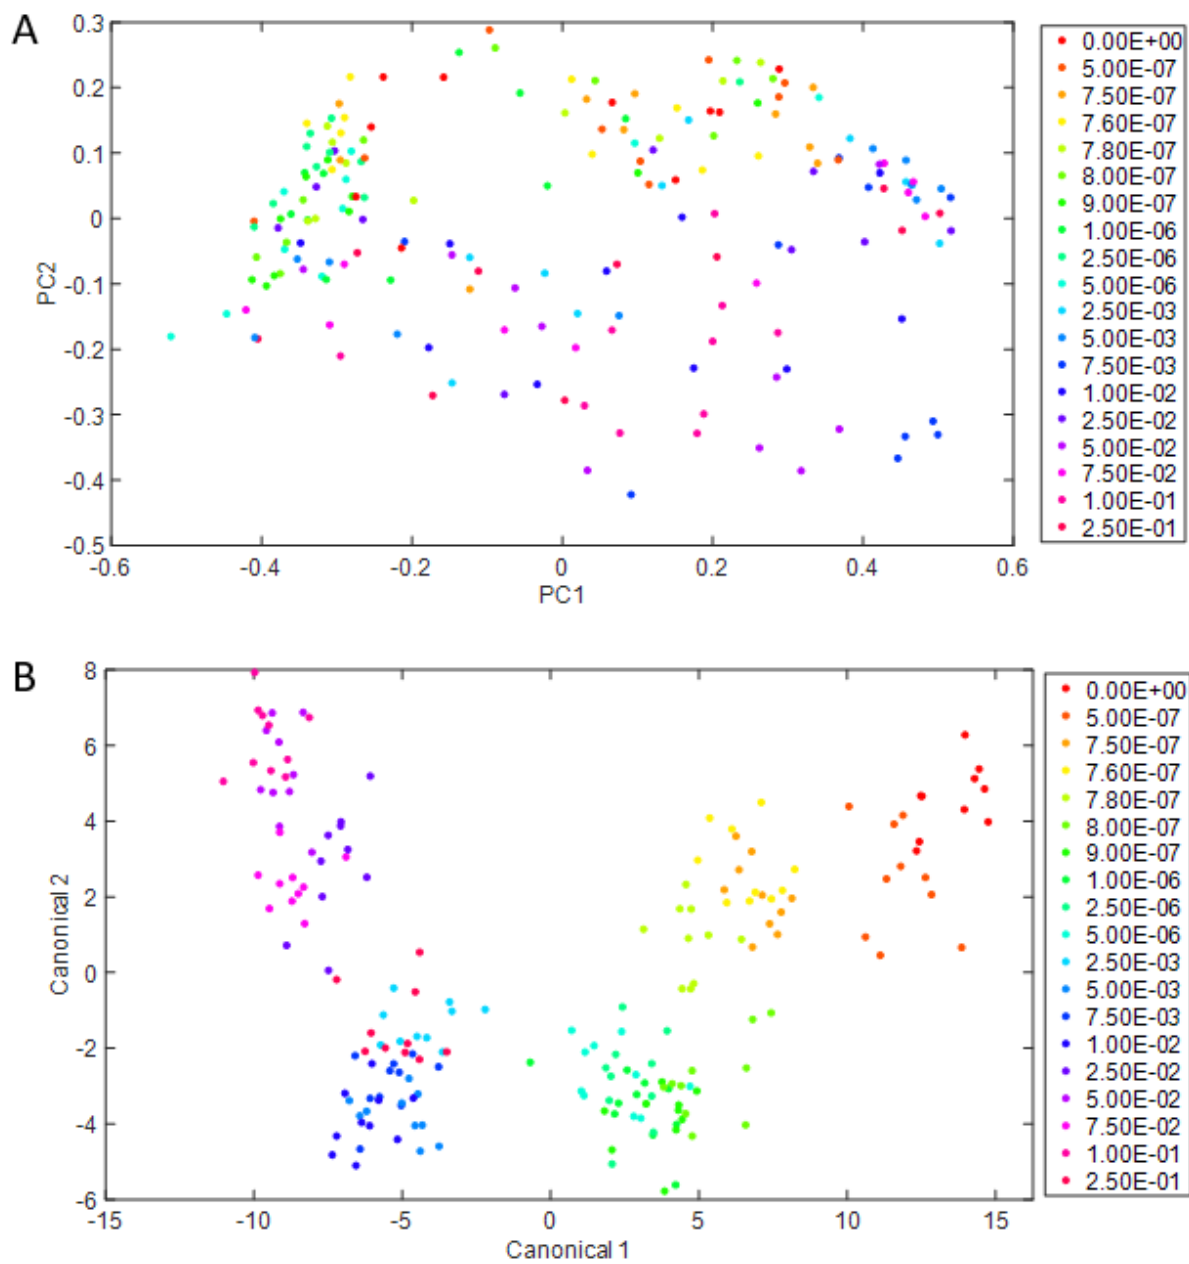 A
0.3
0.2
0.1
0
-0.1
-0.2
-0.3
-0.4
-0.5
PC2
-0.6
-0.4
-0.2
0
0.2
0.4
0.6
PC1
0.00E+00
5.00E-07
7.50E-07
7.60E-07
7.80E-07
8.00E-07
9.00E-07
1.00E-06
2.50E-06
5.00E-06
2.50E-03
5.00E-03
7.50E-03
1.00E-02
2.50E-02
5.00E-02
7.50E-02
1.00E-01
2.50E-01
B
8
6
4
2
0
-2
-4
-6
Canonical 2
-15
-10
-5
0
5
10
15
Canonical 1
0.00E+00
5.00E-07
7.50E-07
7.60E-07
7.80E-07
8.00E-07
9.00E-07
1.00E-06
2.50E-06
5.00E-06
2.50E-03
5.00E-03
7.50E-03
1.00E-02
2.50E-02
5.00E-02
7.50E-02
1.00E-01
2.50E-01